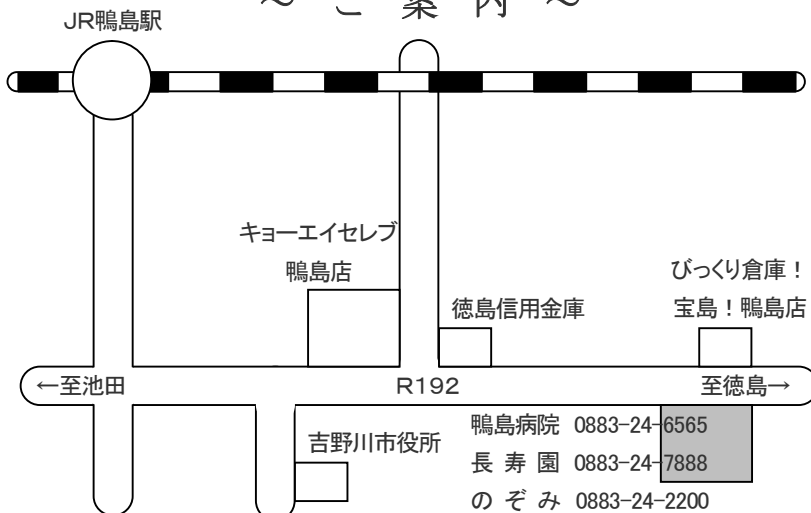 ～ ご 案 内 ～
JR鴨島駅
キョーエイセレブ
鴨島店
徳島信用金庫
びっくり倉庫！
宝島！鴨島店
←至池田
R192
至徳島→
吉野川市役所
鴨島病院 0883-24-6565
長 寿 園 0883-24-7888
の ぞ み 0883-24-2200